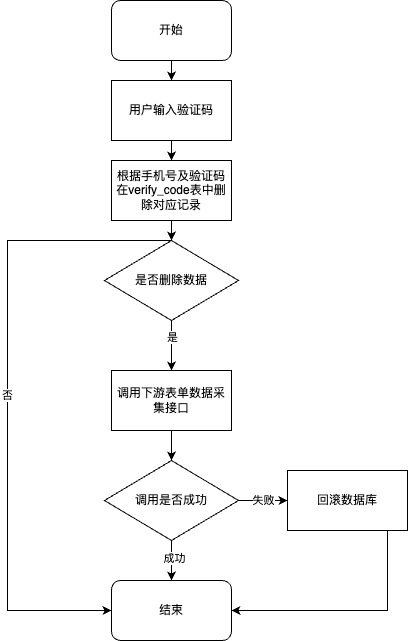 开始
用户输入验证码
根据手机号及验证码
在verify_code表中删
除对应记录
是否删除数据
是
否
调用下游表单数据采
集接口
调用是否成功
失败
回滚数据库
成功
结束